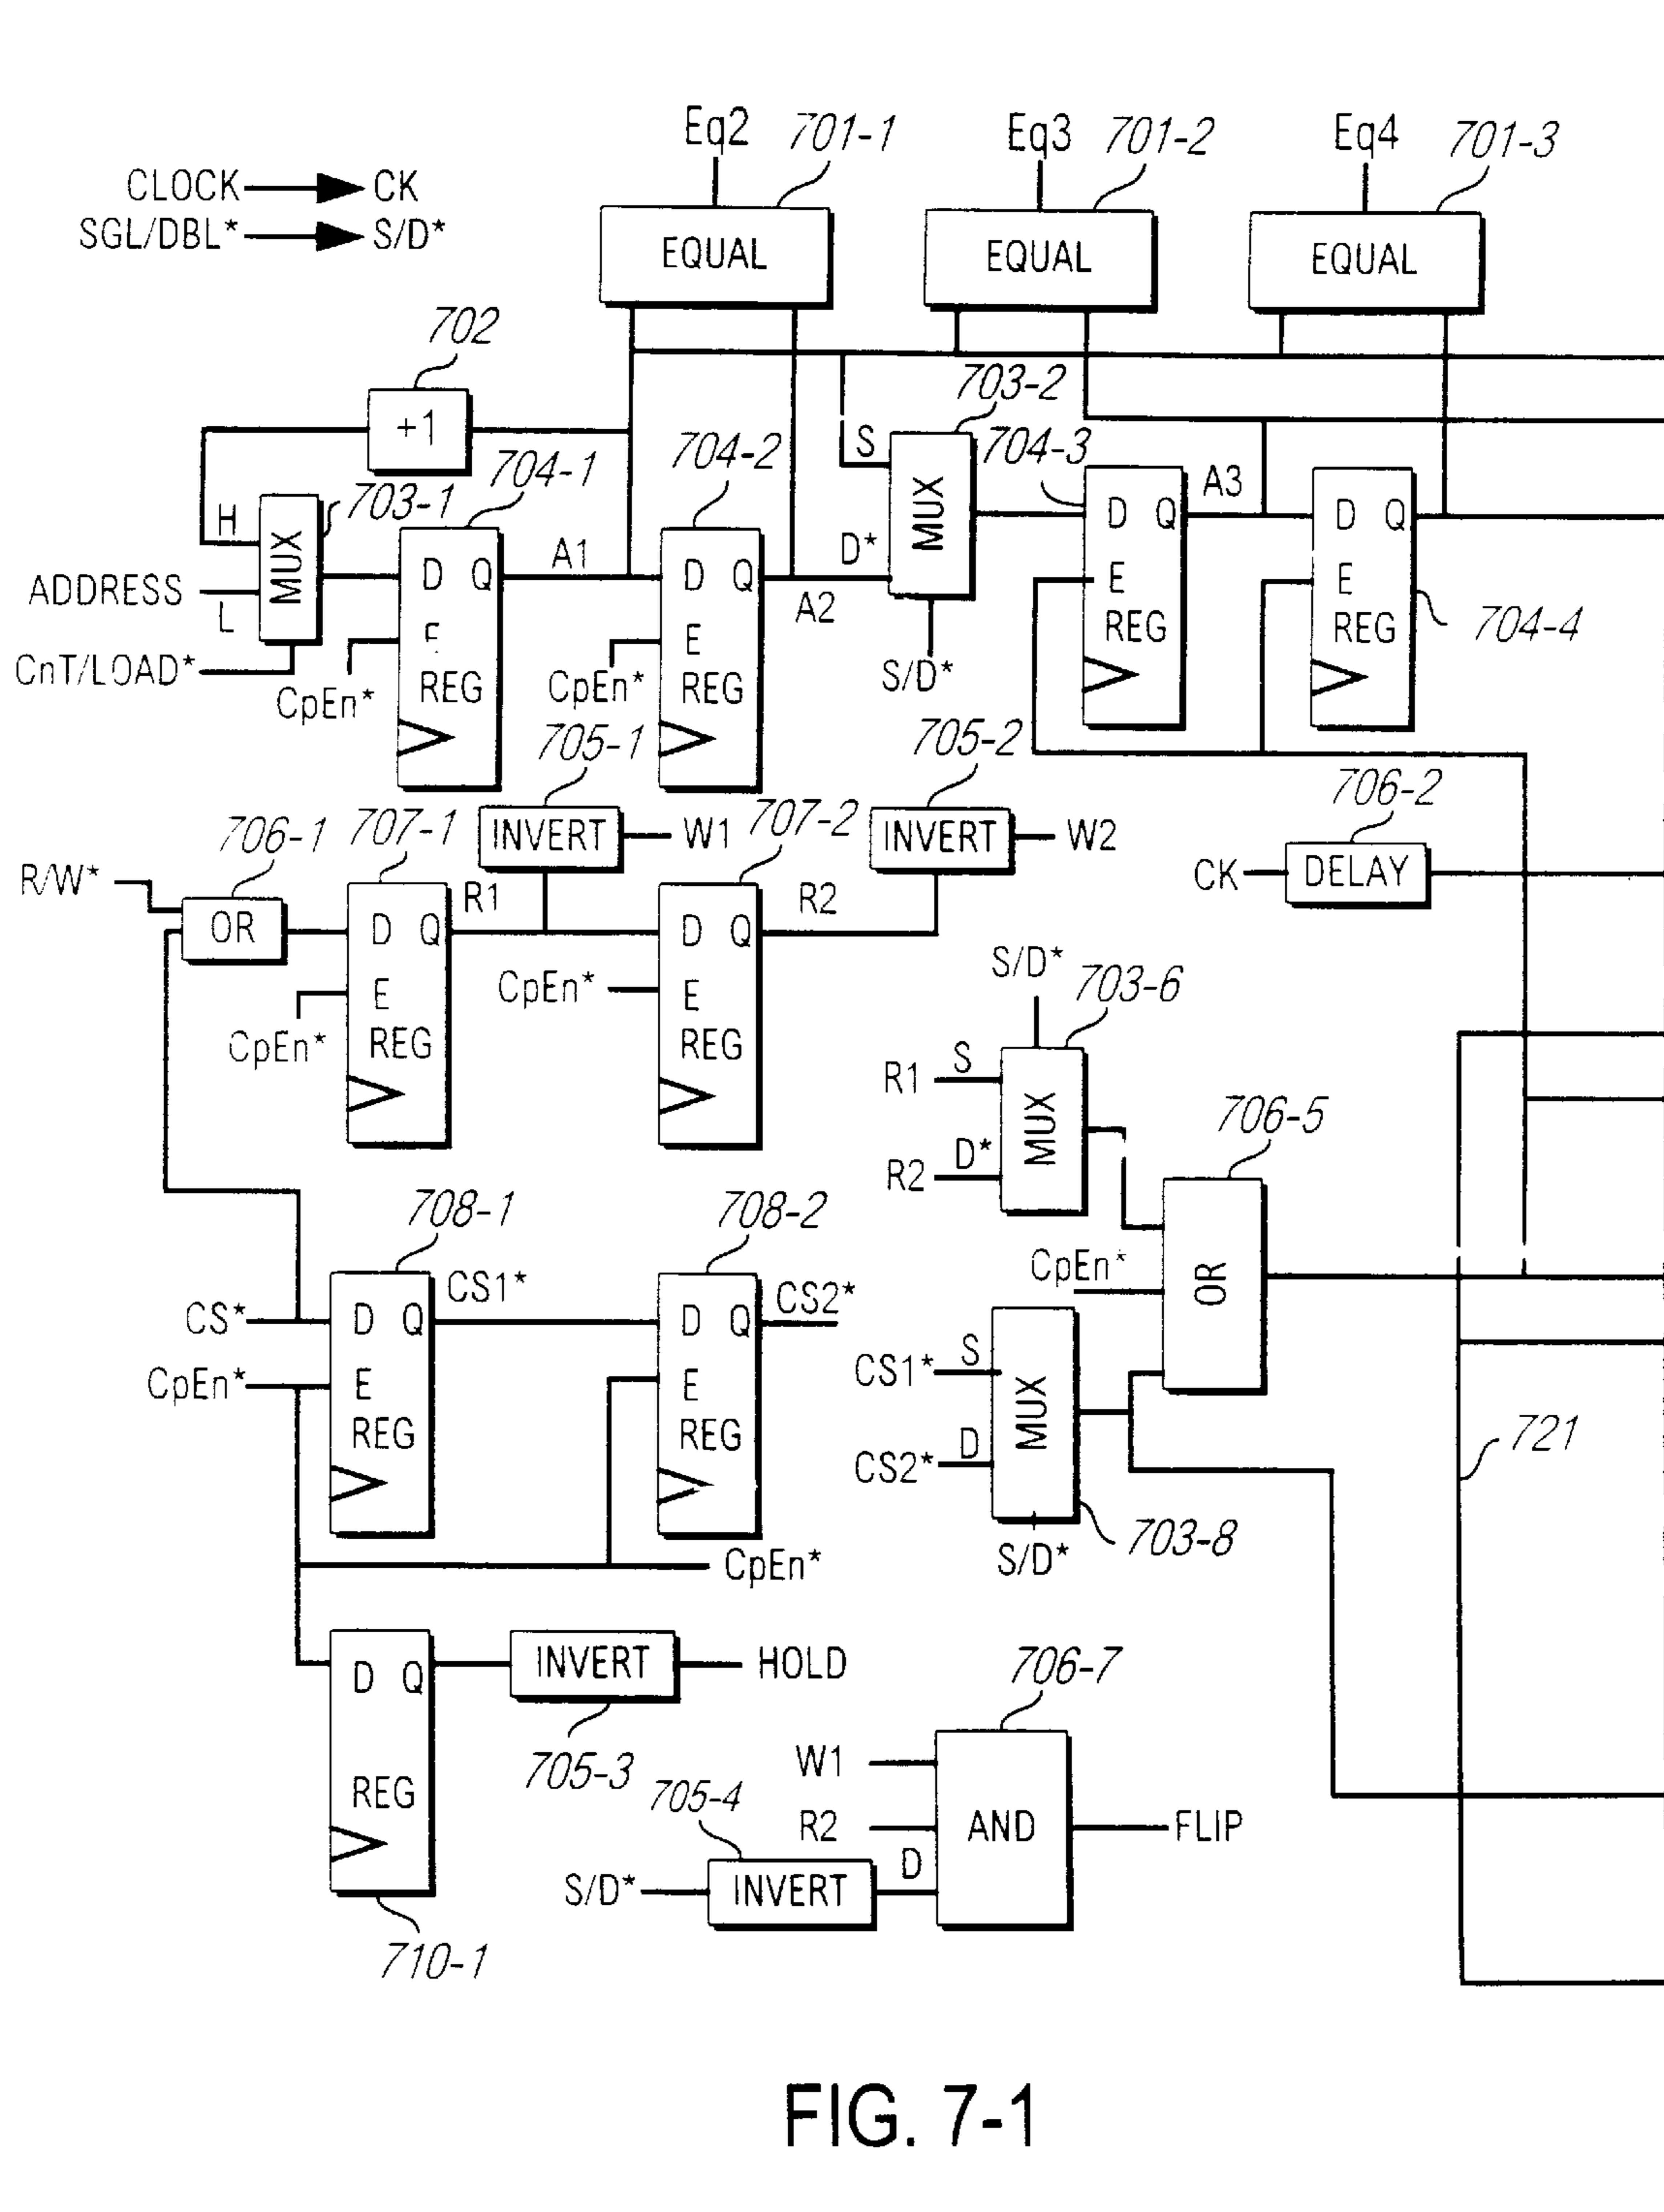 Eq2 701-1 Eq3 701-2 Eq4 701-3
CLOCK CK
SGL/DBL* S/D*
EQUAL EQUAL EQUAL
702
703-2
+1
704-1 704-2 S 704-3
703-1 A3
H MUX MUX D Q D Q
A1 D*
ADDRESS D Q D Q E E
L A2 REG REG 704-4
E E
CnT/LOAD* S/D*
CpEn* REG CpEn* REG
705-1 705-2
706-2
706-1 707-1 INVERT W1 707-2 INVERT W2
R/W* CK DELAY
OR D Q R1 D Q R2
S/D* 703-6
CpEn* E CpEn* E
REG REG
R1 S
MUX 706-5
R2 D*
708-1 708-2
CpEn*
CS* D Q CS1* D Q CS2* OR
CpEn* E E CS1* S
REG REG MUX 721
CS2* D
703-8
CpEn* S/D*
D Q INVERT HOLD 706-7
705-3 W1
REG 705-4 R2 AND FLIP
S/D* INVERT D
710-1
FIG. 7-1